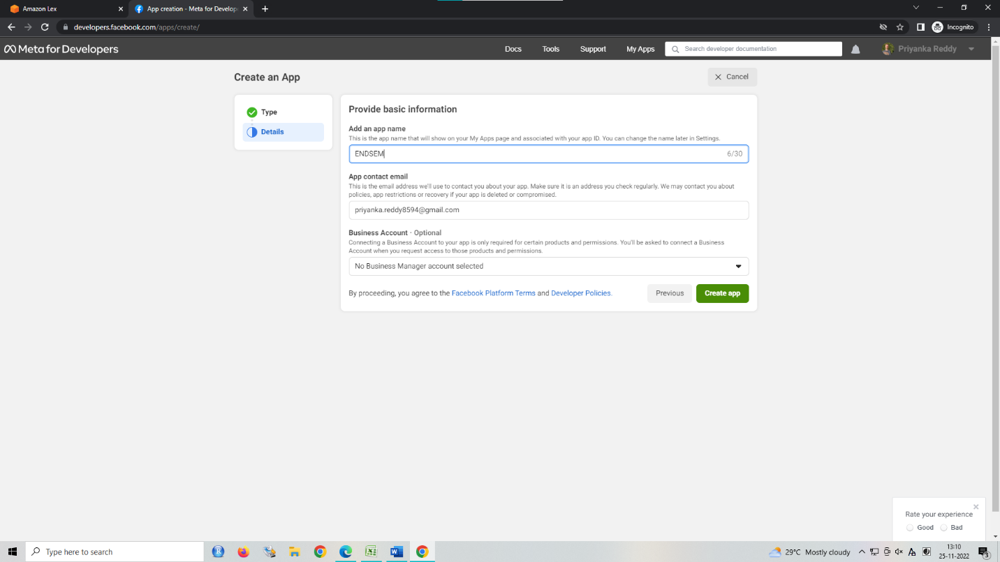 Amazon Lex
App creation - Meta for Develope
developers.facebook.com/apps/create/
Incognito
Meta for Developers
Docs
Tools
Support
My Apps
Search developer documentation
Priyanka Reddy
Create an App
Cancel
Type
Details
Provide basic information
Add an app name
This is the app name that will show on your My Apps page and associated with your app ID. You can change the name later in Settings.
ENDSEM
6/30
App contact email
This is the email address we'll use to contact you about your app. Make sure it is an address you check regularly. We may contact you about
policies, app restrictions or recovery if your app is deleted or compromised.
priyanka.reddy8594@gmail.com
Business Account · Optional
Connecting a Business Account to your app is only required for certain products and permissions. You'll be asked to connect a Business
Account when you request access to those products and permissions.
No Business Manager account selected
By proceeding, you agree to the Facebook Platform Terms and Developer Policies.
Previous
Create app
Rate your experience
Good
Bad
Type here to search
29°C Mostly cloudy
13:10
25-11-2022
3